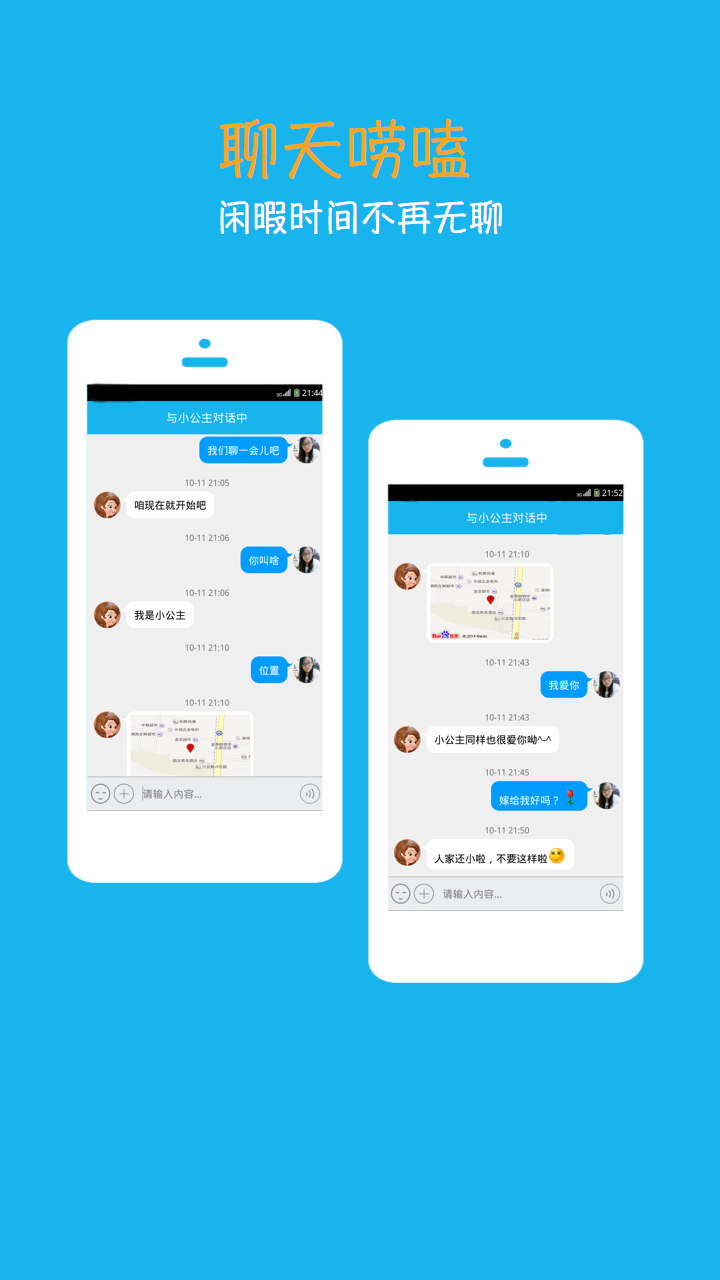 聊天唠嗑
闲暇时间不再无聊
3G 21:44
与小公主对话中
我们聊一会儿吧
10-11 21:05
咱现在就开始吧
10-11 21:06
你叫啥
10-11 21:06
我是小公主
10-11 21:10
位置
10-11 21:10
请输入内容...
3G 21:52
与小公主对话中
10-11 21:10
© 2014 Baidu
10-11 21:43
我爱你
10-11 21:43
小公主同样也很爱你呦^-^
10-11 21:45
嫁给我好吗？
10-11 21:50
人家还小啦，不要这样啦
请输入内容...